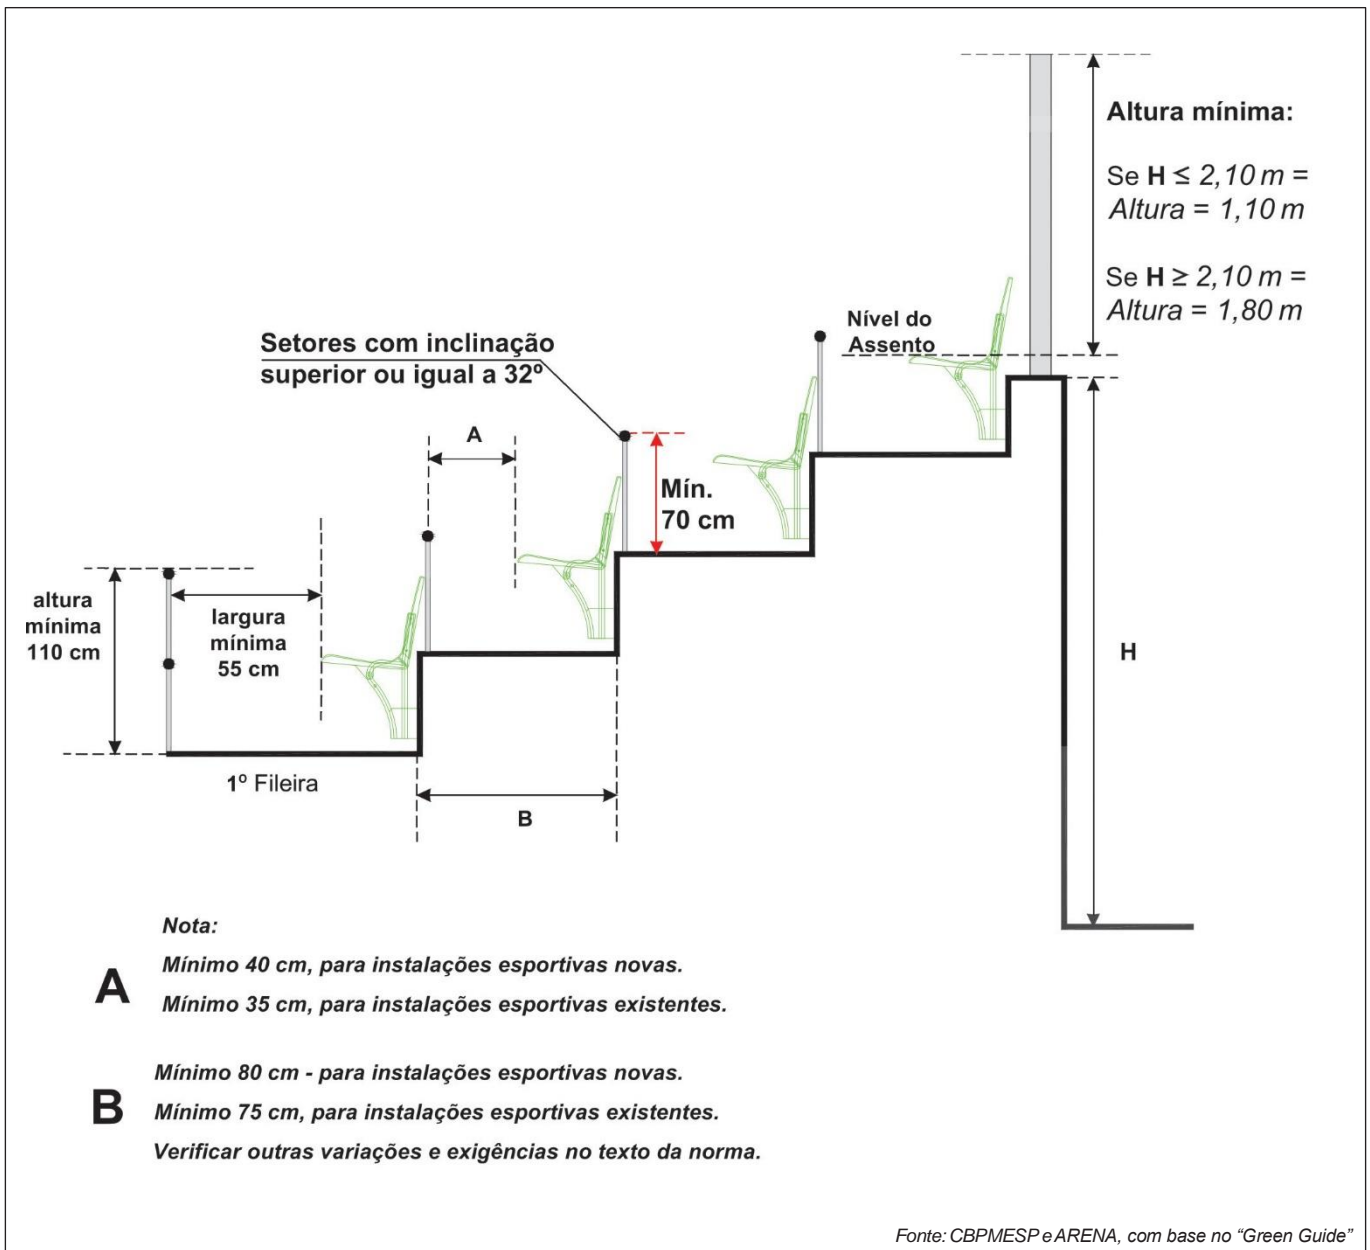 Altura mínima:
Se H ≤ 2,10 m =
Altura = 1,10 m
Se H ≥ 2,10 m =
Altura = 1,80 m
Nível do
Assento
Setores com inclinação
superior ou igual a 32º
A
Mín.
70 cm
altura
mínima
110 cm
largura
mínima
55 cm
H
1º Fileira
B
Nota:
A
Mínimo 40 cm, para instalações esportivas novas.
Mínimo 35 cm, para instalações esportivas existentes.
B
Mínimo 80 cm - para instalações esportivas novas.
Mínimo 75 cm, para instalações esportivas existentes.
Verificar outras variações e exigências no texto da norma.
Fonte: CBPMESP e ARENA, com base no “Green Guide”